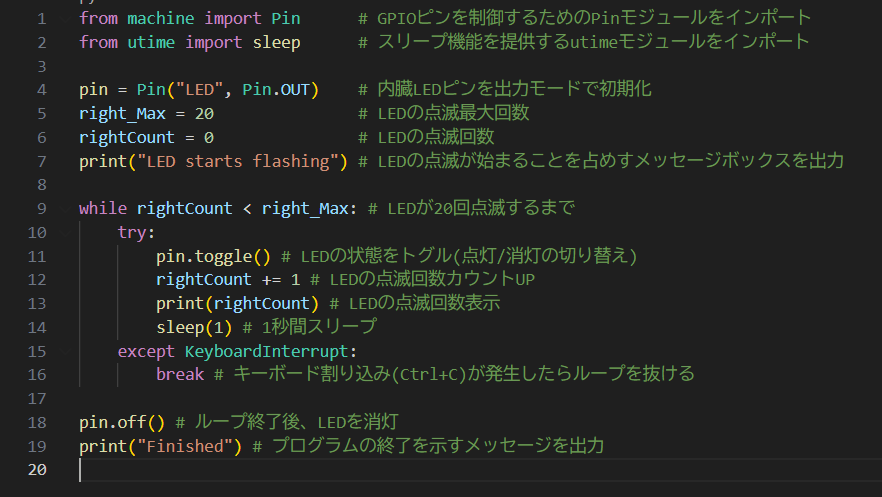 1 from machine import Pin # GPIOピンを制御するためのPinモジュールをインポート
2 from utime import sleep # スリープ機能を提供するutimeモジュールをインポート
3
4 pin = Pin("LED", Pin.OUT) # 内臓LEDピンを出力モードで初期化
5 right_Max = 20 # LEDの点滅最大回数
6 rightCount = 0 # LEDの点滅回数
7 print("LED starts flashing") # LEDの点滅が始まることを占めすメッセージボックスを出力
8
9 while rightCount < right_Max: # LEDが20回点滅するまで
10 try:
11 pin.toggle() # LEDの状態をトグル(点灯/消灯の切り替え)
12 rightCount += 1 # LEDの点滅回数カウントUP
13 print(rightCount) # LEDの点滅回数表示
14 sleep(1) # 1秒間スリープ
15 except KeyboardInterrupt:
16 break # キーボード割り込み(Ctrl+C)が発生したらループを抜ける
17
18 pin.off() # ループ終了後、LEDを消灯
19 print("Finished") # プログラムの終了を示すメッセージを出力
20